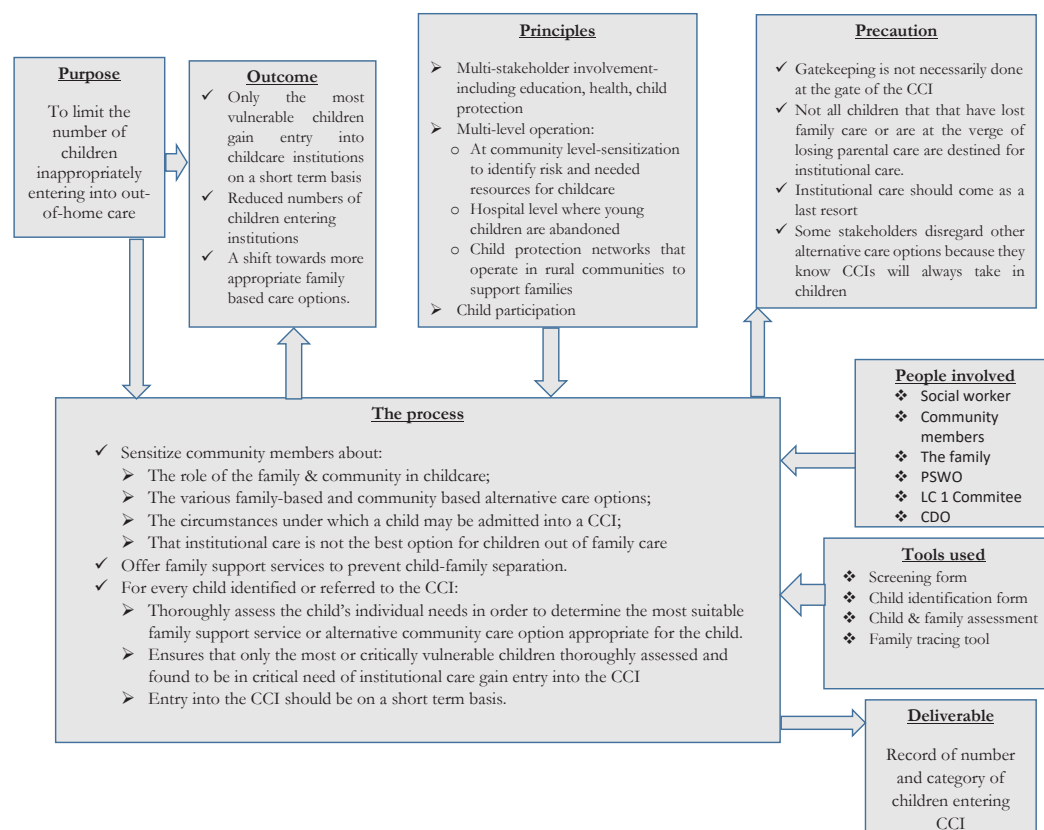 Purpose
To limit the
number of
children
inappropriately
entering into out-
of-home care
Outcome
✓ Only the most
vulnerable children
gain entry into
childcare institutions
on a short term basis
✓ Reduced numbers of
children entering
institutions
✓ A shift towards more
appropriate family
based care options.
Principles
➢ Multi-stakeholder involvement-
including education, health, child
protection
➢ Multi-level operation:
o At community level-sensitization
to identify risk and needed
resources for childcare
o Hospital level where young
children are abandoned
o Child protection networks that
operate in rural communities to
support families
➢ Child participation
Precaution
✓ Gatekeeping is not necessarily done
at the gate of the CCI
✓ Not all children that that have lost
family care or are at the verge of
losing parental care are destined for
institutional care.
✓ Institutional care should come as a
last resort
✓ Some stakeholders disregard other
alternative care options because they
know CCIs will always take in
children
The process
✓ Sensitize community members about:
➢ The role of the family & community in childcare;
➢ The various family-based and community based alternative care options;
➢ The circumstances under which a child may be admitted into a CCI;
➢ That institutional care is not the best option for children out of family care
✓ Offer family support services to prevent child-family separation.
✓ For every child identified or referred to the CCI:
➢ Thoroughly assess the child's individual needs in order to determine the most suitable
family support service or alternative community care option appropriate for the child.
➢ Ensures that only the most or critically vulnerable children thoroughly assessed and
found to be in critical need of institutional care gain entry into the CCI
➢ Entry into the CCI should be on a short term basis.
People involved
❖ Social worker
❖ Community
members
❖ The family
❖ PSWO
❖ LC 1 Commitee
❖ CDO
Tools used
❖ Screening form
❖ Child identification form
❖ Child & family assessment
❖ Family tracing tool
Deliverable
Record of number
and category of
children entering
CCI